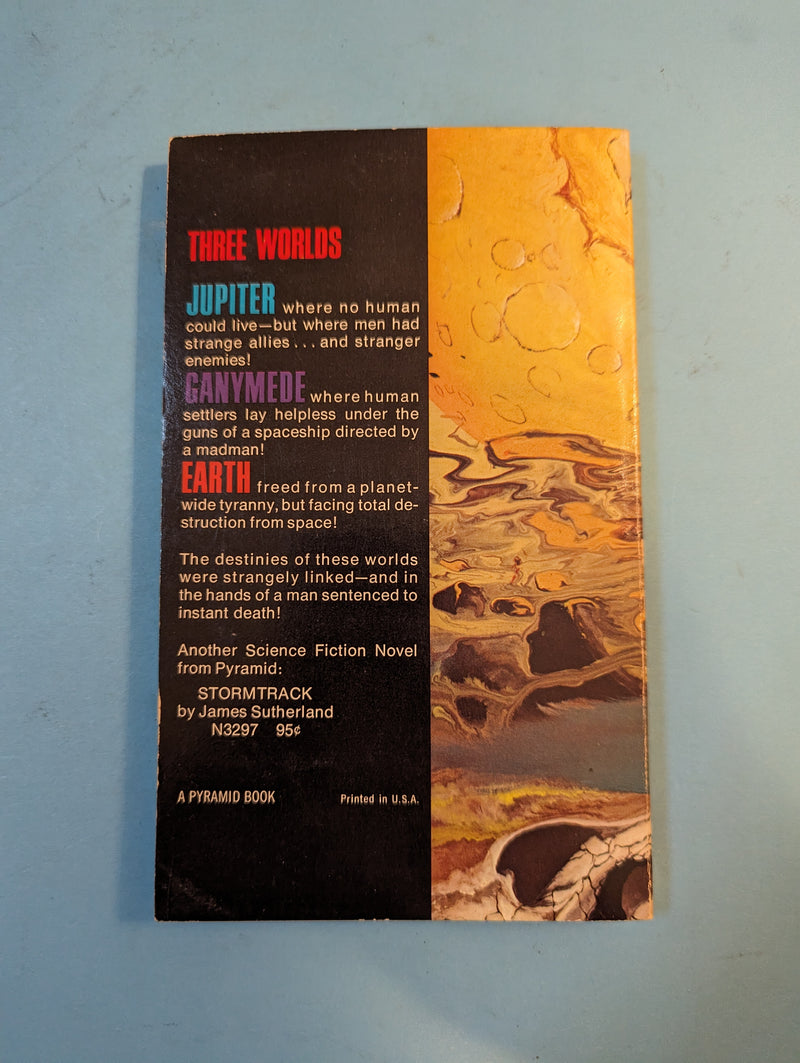 THREE WORLDS
JUPITER where no human
could live—but where men had
strange allies...and stranger
enemies!
GANYMEDE where human
settlers lay helpless under the
guns of a spaceship directed by
a madman!
EARTH freed from a planet-
wide tyranny, but facing total de-
struction from space!
The destinies of these worlds
were strangely linked—and in
the hands of a man sentenced to
instant death!
Another Science Fiction Novel
from Pyramid:
STORMTRACK
by James Sutherland
N3297 95¢
A PYRAMID BOOK Printed in U.S.A.